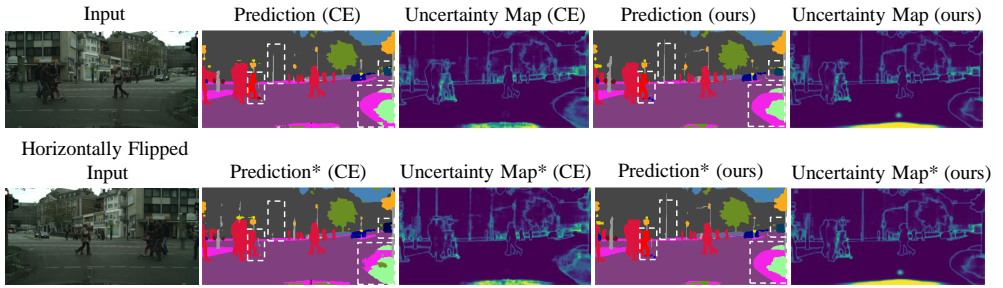 Input
Prediction (CE)
Uncertainty Map (CE)
Prediction (ours)
Uncertainty Map (ours)
Horizontally Flipped
Input
Prediction* (CE)
Uncertainty Map* (CE)
Prediction* (ours)
Uncertainty Map* (ours)